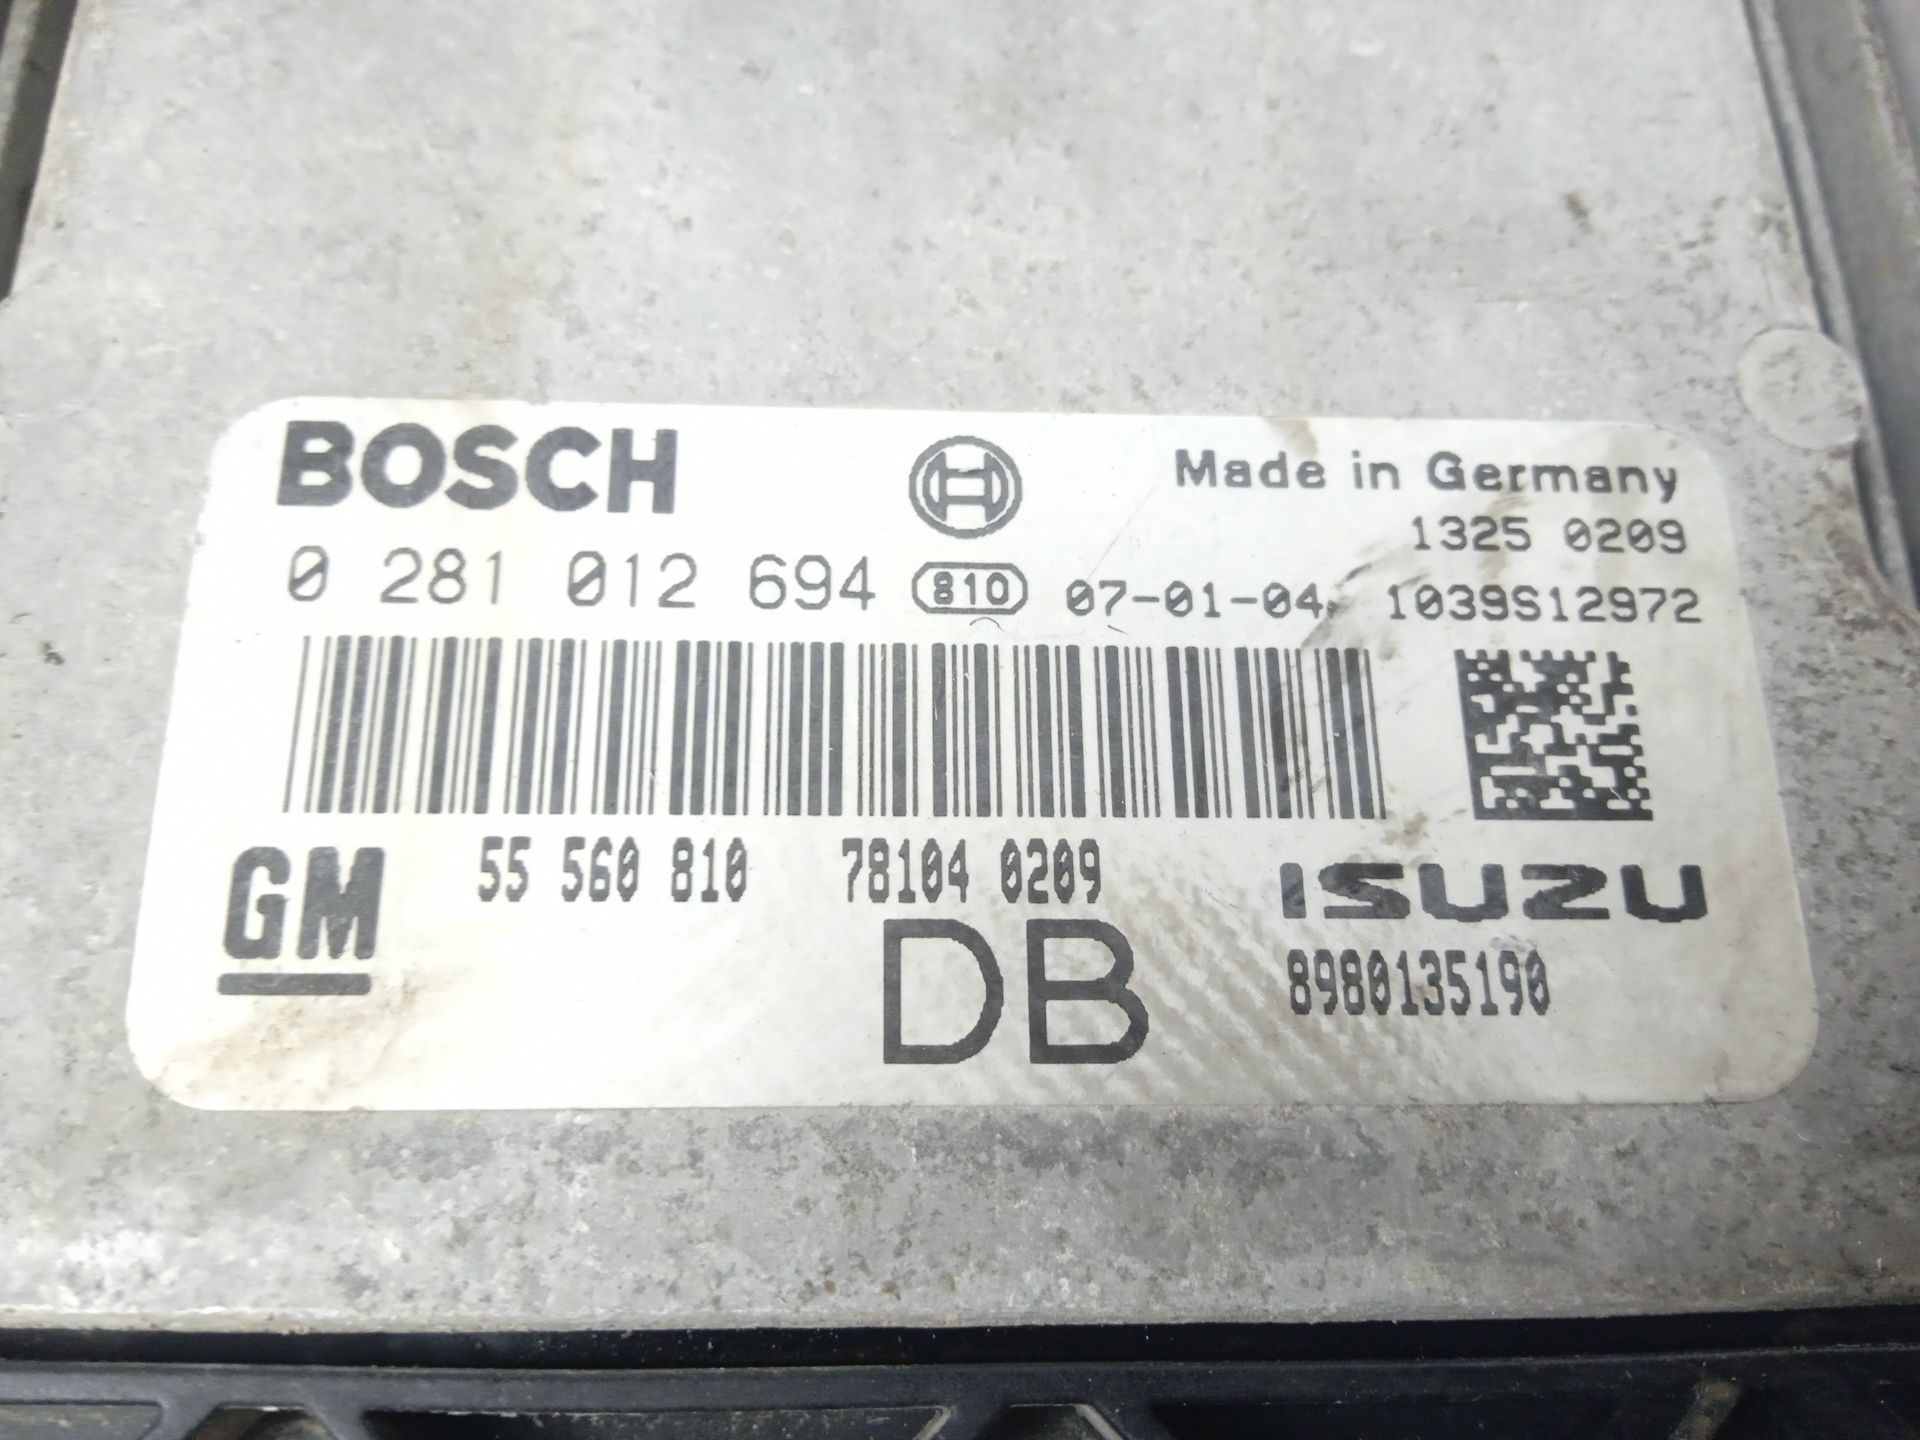 BOSCH
Made in Germany
1325 0209
0 281 012 694 810 07-01-04 1039S12972
GM 55 560 810 781040 0209 ISUZU
DB 8980135190